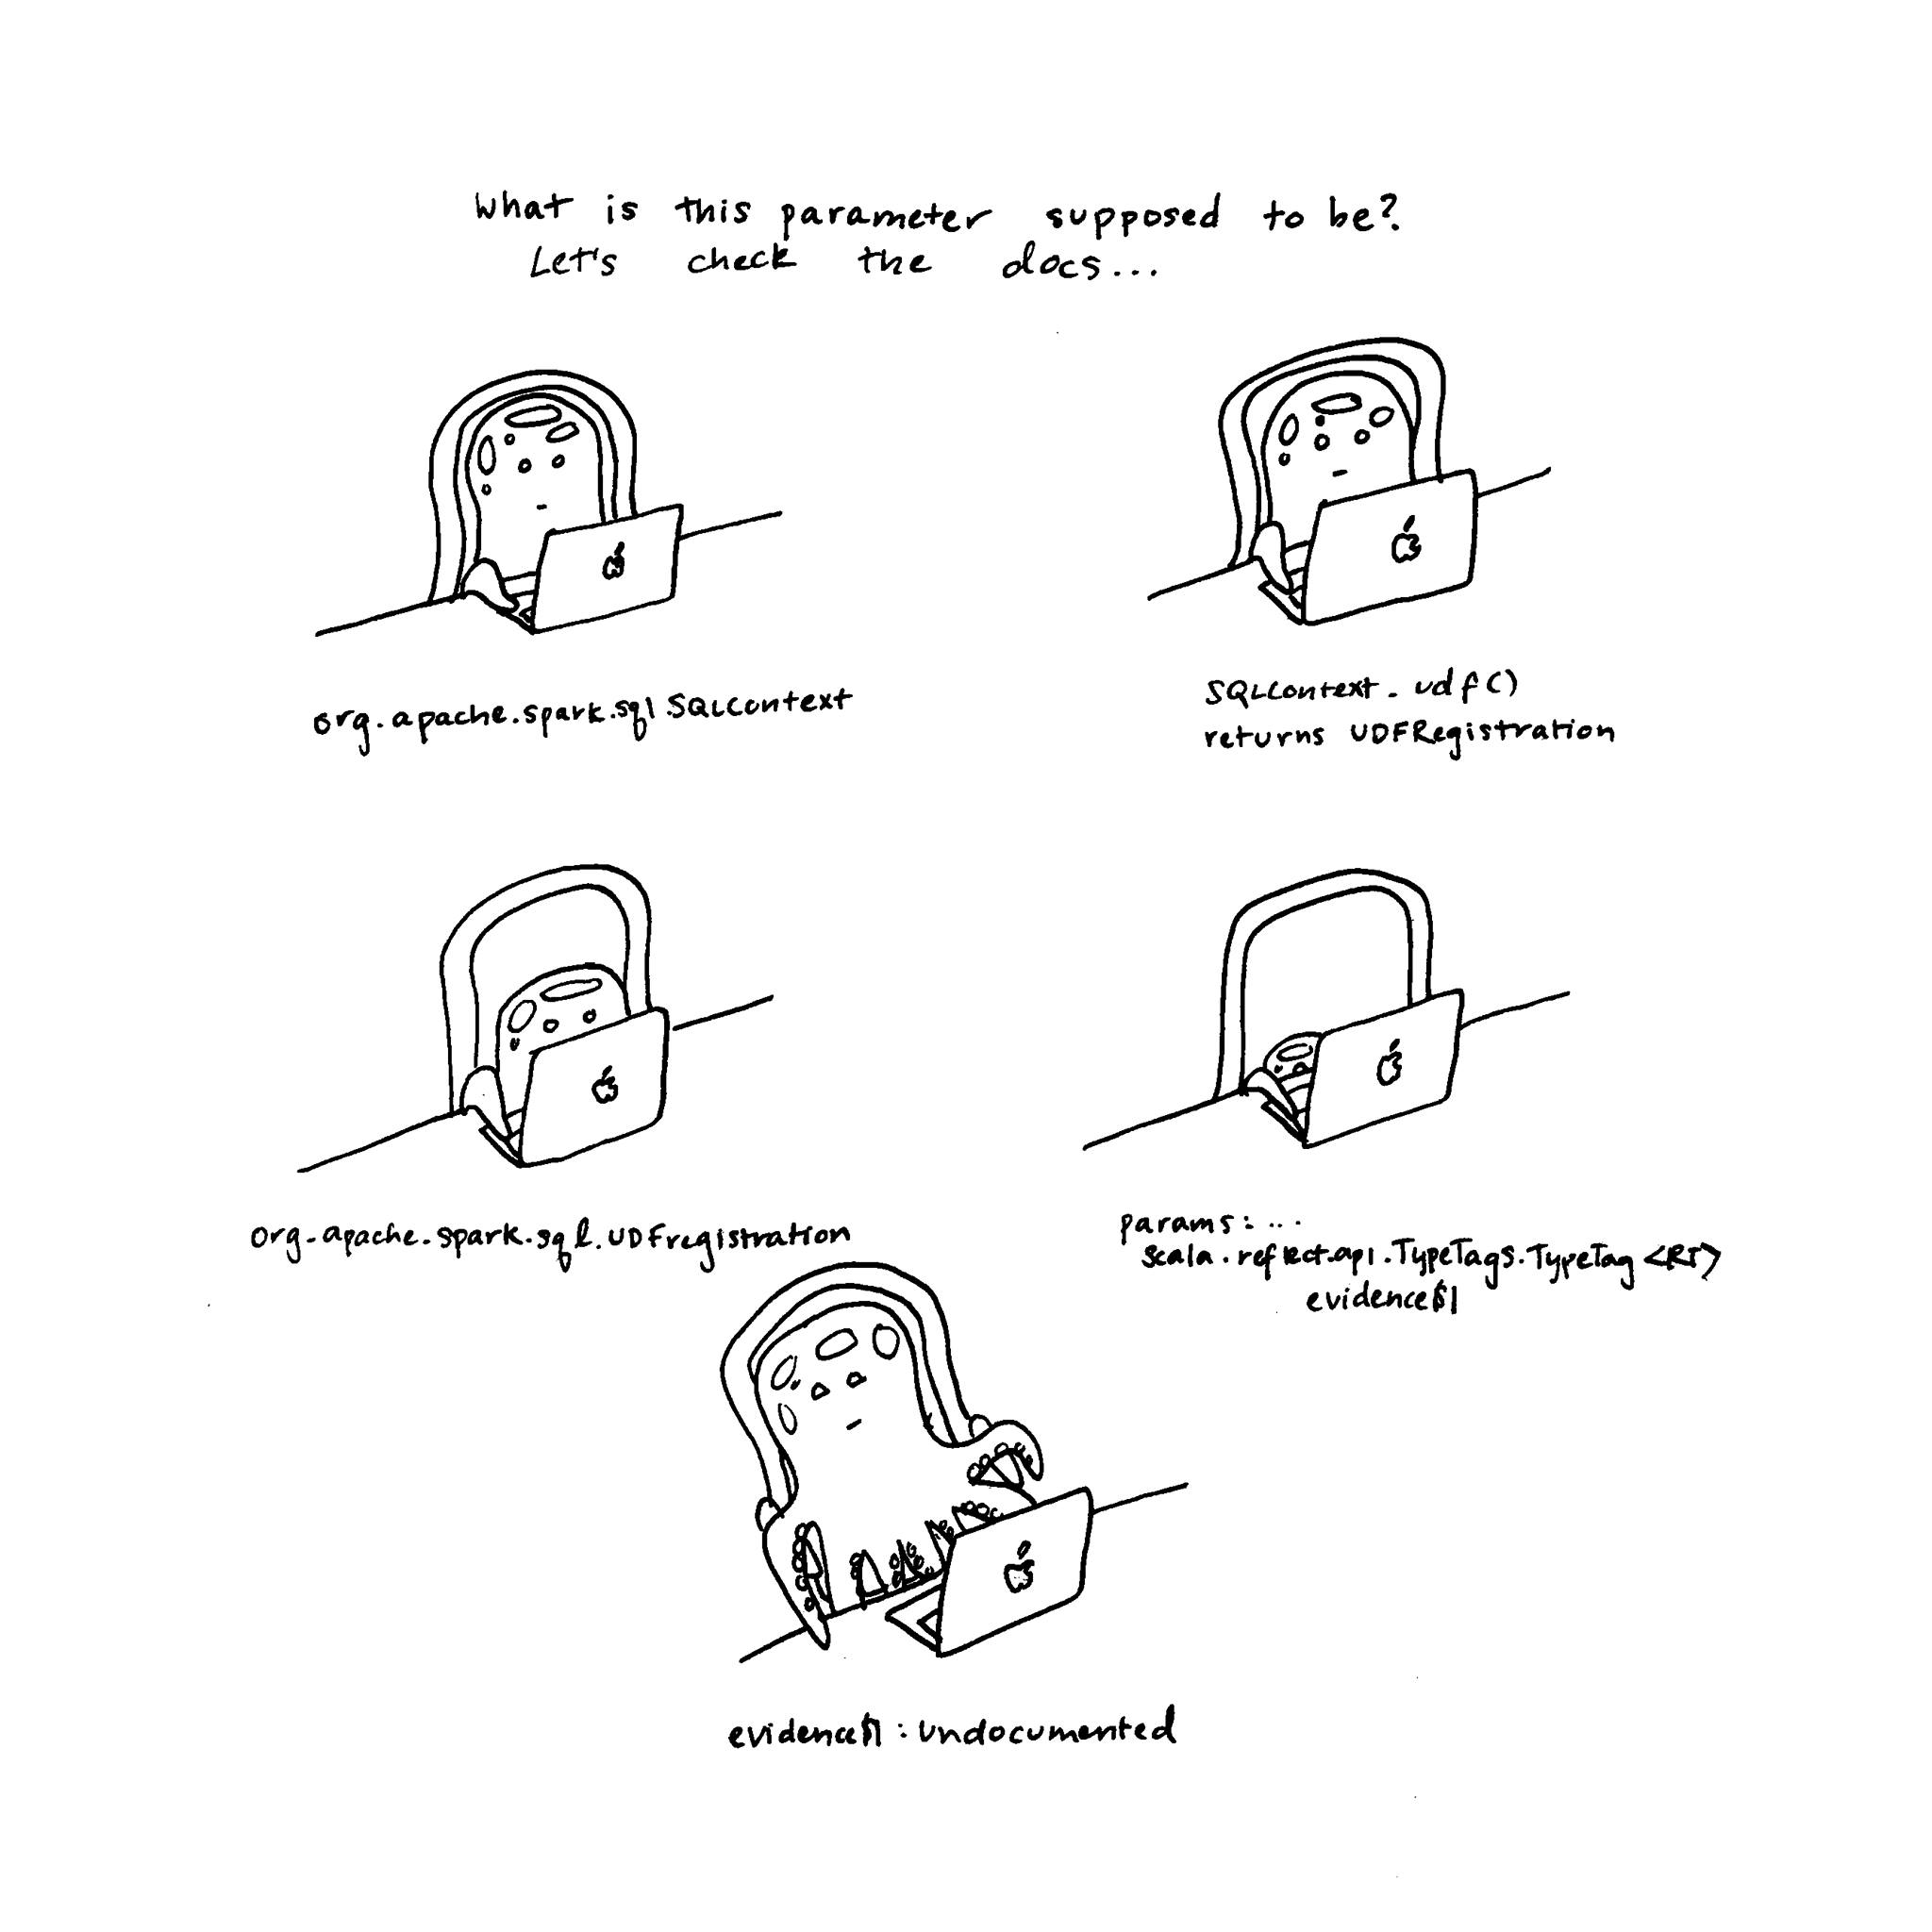 What is this parameter supposed to be?
Let's check the docs...
org.apache.spark.sql.SQLContext
SQLContext.udf()
returns UDFRegistration
org.apache.spark.sql.UDFregistration
params:...
scala.reflect.api.TypeTags.TypeTag <RT>
evidence$1
evidence$1 : undocumented